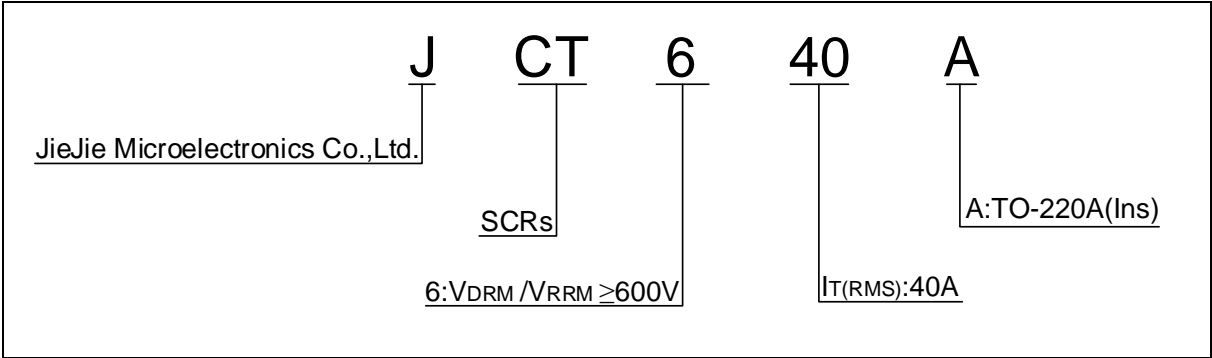 J CT 6 40 A
JieJie Microelectronics Co.,Ltd.
A:TO-220A(Ins)
SCRs
6:VDRM /VRRM ≥600V
IT(RMS):40A